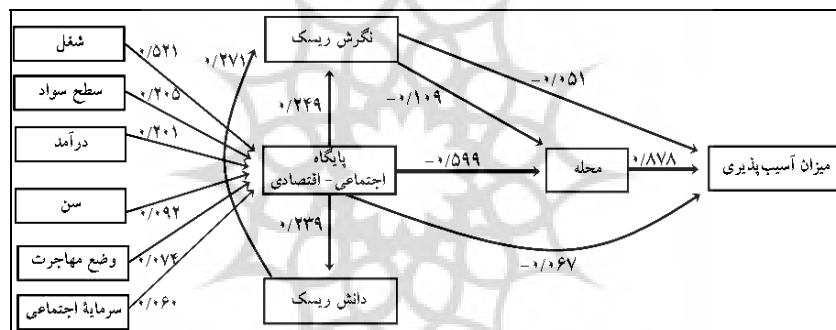 شغل
سطح سواد
درآمد
سن
وضع مهاجرت
سرمایهٔ اجتماعی
۰/۵۲۱
۰/۲۰۵
۰/۲۰۱
۰/۰۹۲
۰/۰۷۴
۰/۰۶۰
۰/۲۷۱
نگرش ریسک
۰/۲۴۹
پایگاه
اجتماعی - اقتصادی
۰/۲۳۹
دانش ریسک
-۰/۰۵۱
-۰/۱۰۹
-۰/۵۹۹
محله
۰/۸۷۸
میزان آسیب‌پذیری
-۰/۰۶۷